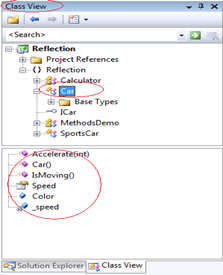 Class View
<Search>
Reflection
Project References
{} Reflection
Calculator
Car
Base Types
ICar
MethodsDemo
SportsCar
Accelerate(int)
Car()
IsMoving()
Speed
Color
_speed
Solution Explorer
Class View